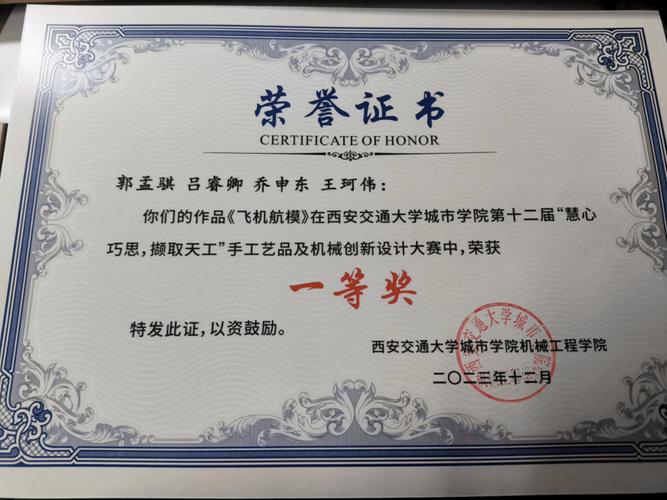 荣誉证书
CERTIFICATE OF HONOR
郭孟骐 吕睿卿 乔申东 王珂伟：
你们的作品《飞机航模》在西安交通大学城市学院第十二届“慧心
巧思，撷取天工”手工艺品及机械创新设计大赛中，荣获
一等奖
特发此证，以资鼓励。
西安交通大学城市学院机械工程学院
二〇二三年十二月